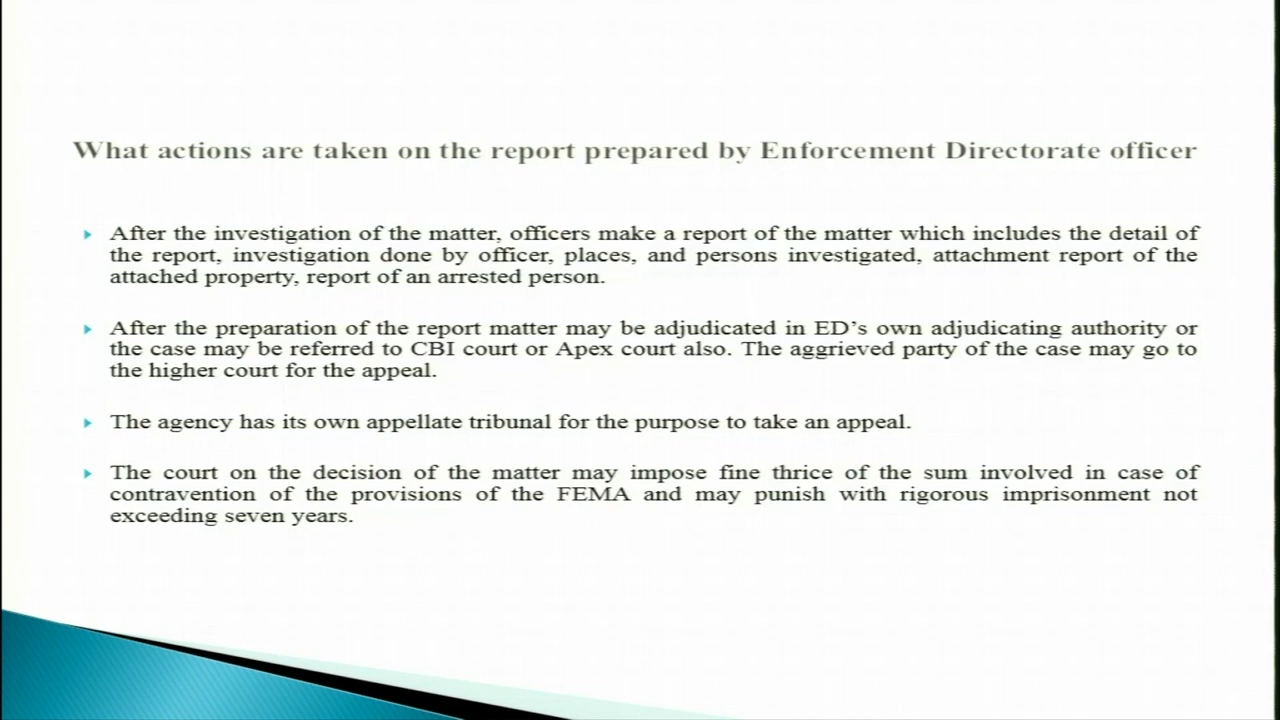 What actions are taken on the report prepared by Enforcement Directorate officer
After the investigation of the matter, officers make a report of the matter which includes the detail of
the report, investigation done by officer, places, and persons investigated, attachment report of the
attached property, report of an arrested person.
After the preparation of the report matter may be adjudicated in ED's own adjudicating authority or
the case may be referred to CBI court or Apex court also. The aggrieved party of the case may go to
the higher court for the appeal.
The agency has its own appellate tribunal for the purpose to take an appeal.
The court on the decision of the matter may impose fine thrice of the sum involved in case of
contravention of the provisions of the FEMA and may punish with rigorous imprisonment not
exceeding seven years.